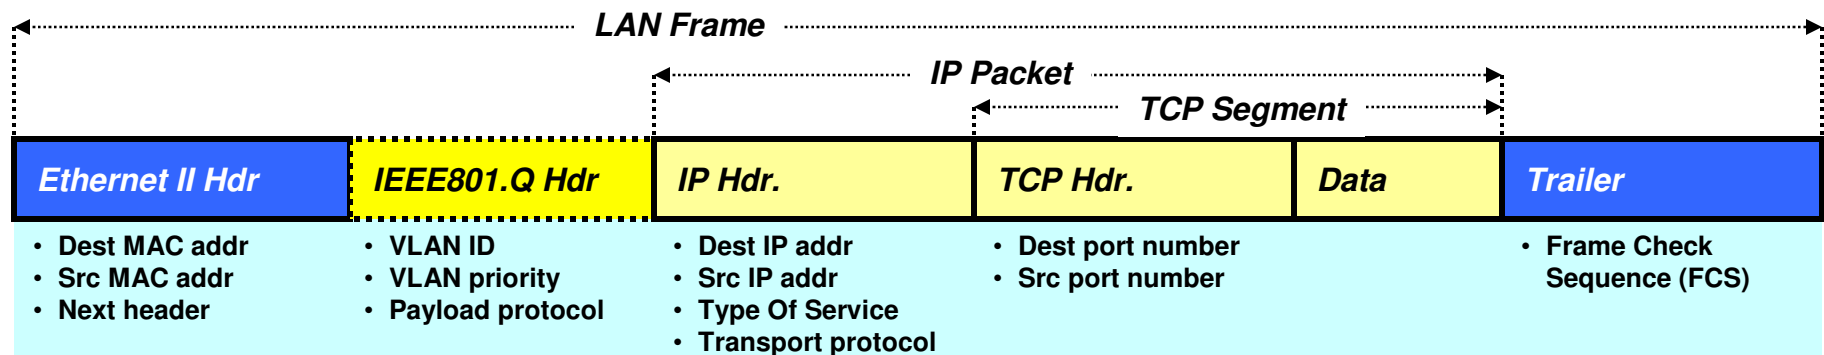 LAN Frame
IP Packet
TCP Segment
Ethernet II Hdr
IEEE801.Q Hdr
IP Hdr.
TCP Hdr.
Data
Trailer
• Dest MAC addr
• Src MAC addr
• Next header
• VLAN ID
• VLAN priority
• Payload protocol
• Dest IP addr
• Src IP addr
• Type Of Service
• Transport protocol
• Dest port number
• Src port number
• Frame Check
Sequence (FCS)